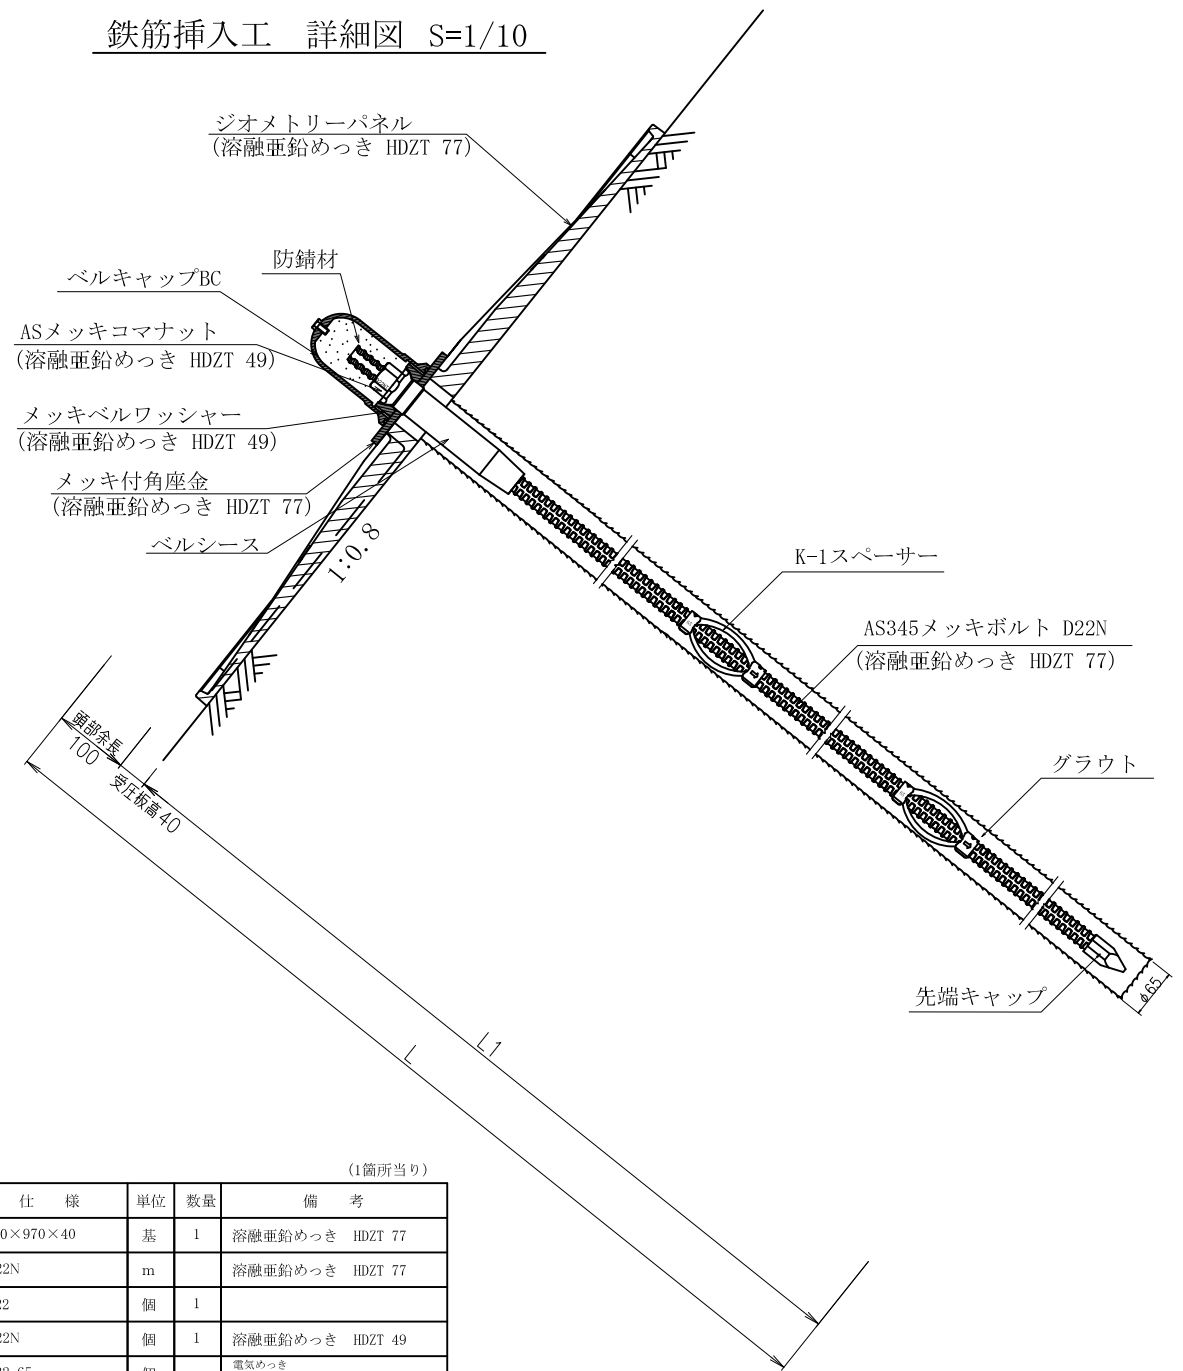 鉄筋挿入工　詳細図 S=1/10
ジオメトリーパネル
(溶融亜鉛めっき HDZT 77)
防錆材
ベルキャップBC
ASメッキコマナット
(溶融亜鉛めっき HDZT 49)
メッキベルワッシャー
(溶融亜鉛めっき HDZT 49)
メッキ付角座金
(溶融亜鉛めっき HDZT 77)
ベルシース
1:0.8
K-1スペーサー
AS345メッキボルト D22N
(溶融亜鉛めっき HDZT 77)
グラウト
先端キャップ
φ65
頭部余長
100
受圧板高40
L1
L
(1箇所当り)
仕　様 単位 数量 備　考
0×970×40 基 1 溶融亜鉛めっき HDZT 77
22N m 溶融亜鉛めっき HDZT 77
22 個 1
22N 個 1 溶融亜鉛めっき HDZT 49
電気めっき